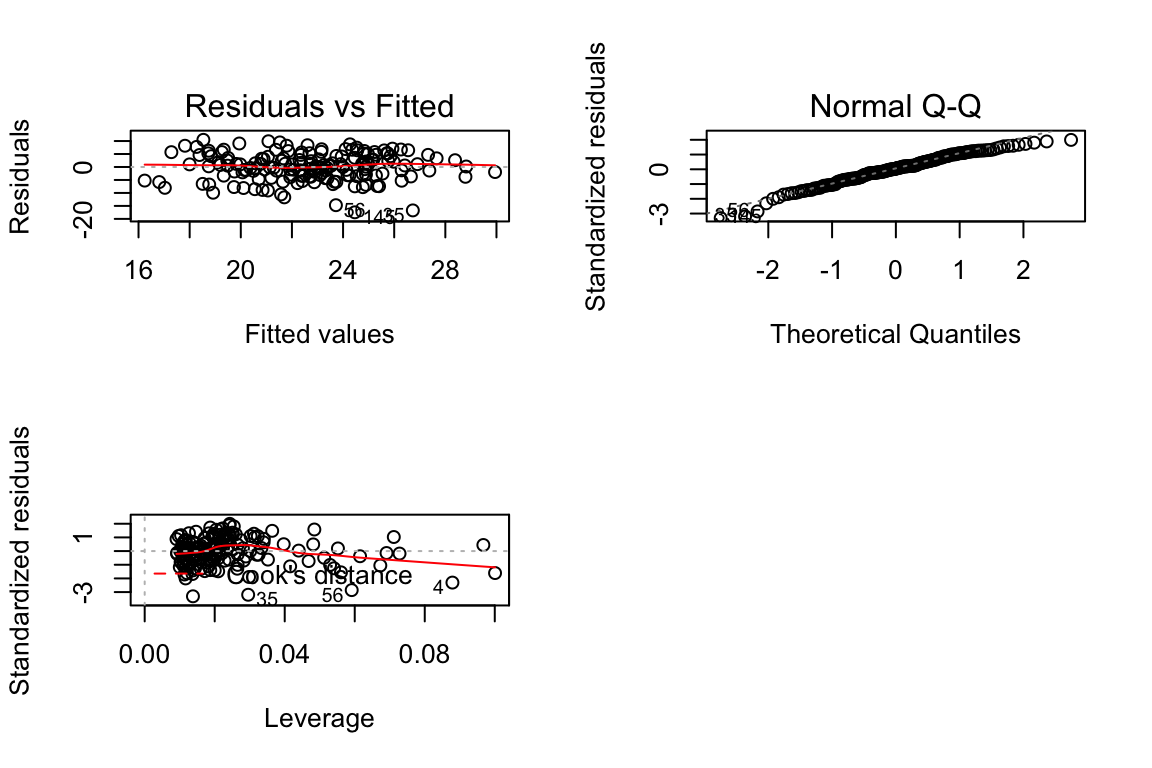 Residuals vs Fitted
Residuals
0
-20
56
35
16 20 24 28
Fitted values
Normal Q-Q
Standardized residuals
0
-3
56
-2 -1 0 1 2
Theoretical Quantiles
Standardized residuals
1
-3
Cook's distance
35
56
4
0.00 0.04 0.08
Leverage